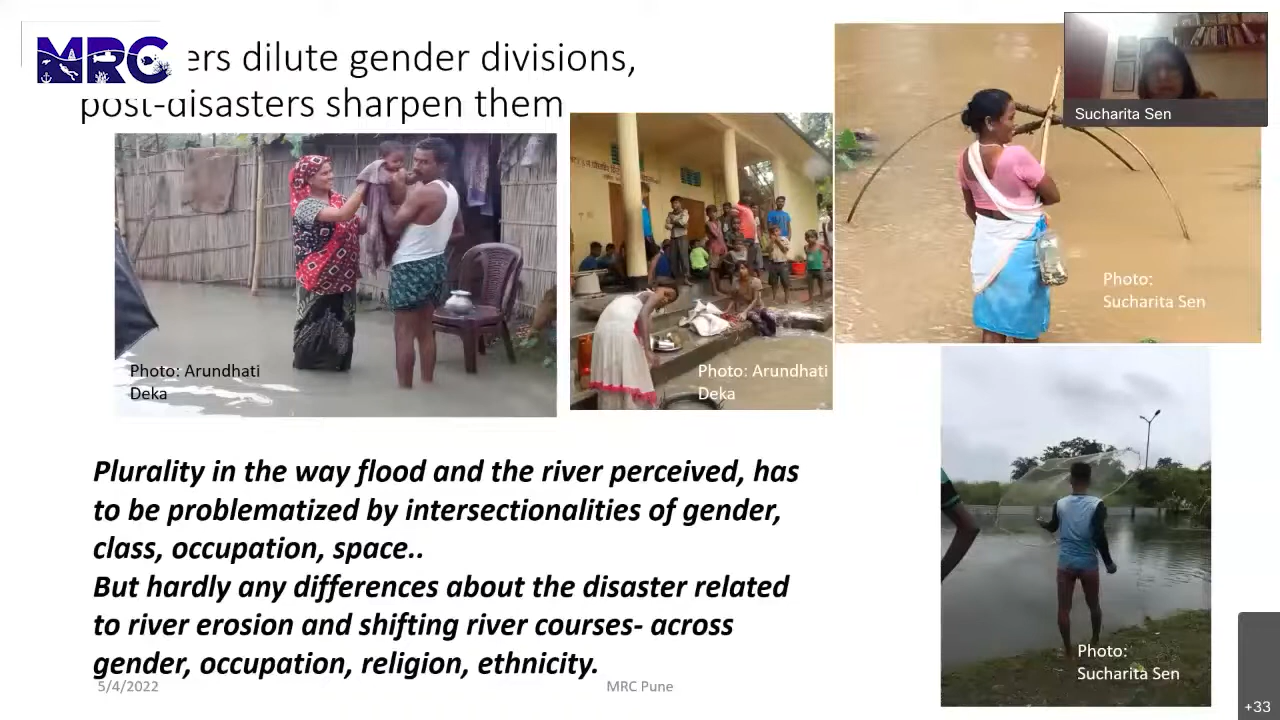 MRC
ers dilute gender divisions,
post-disasters sharpen them
Sucharita Sen
Photo: Arundhati
Deka
Photo: Arundhati
Deka
Photo:
Sucharita Sen
Plurality in the way flood and the river perceived, has
to be problematized by intersectionalities of gender,
class, occupation, space..
But hardly any differences about the disaster related
to river erosion and shifting river courses- across
gender, occupation, religion, ethnicity.
Photo:
Sucharita Sen
5/4/2022
MRC Pune
+33